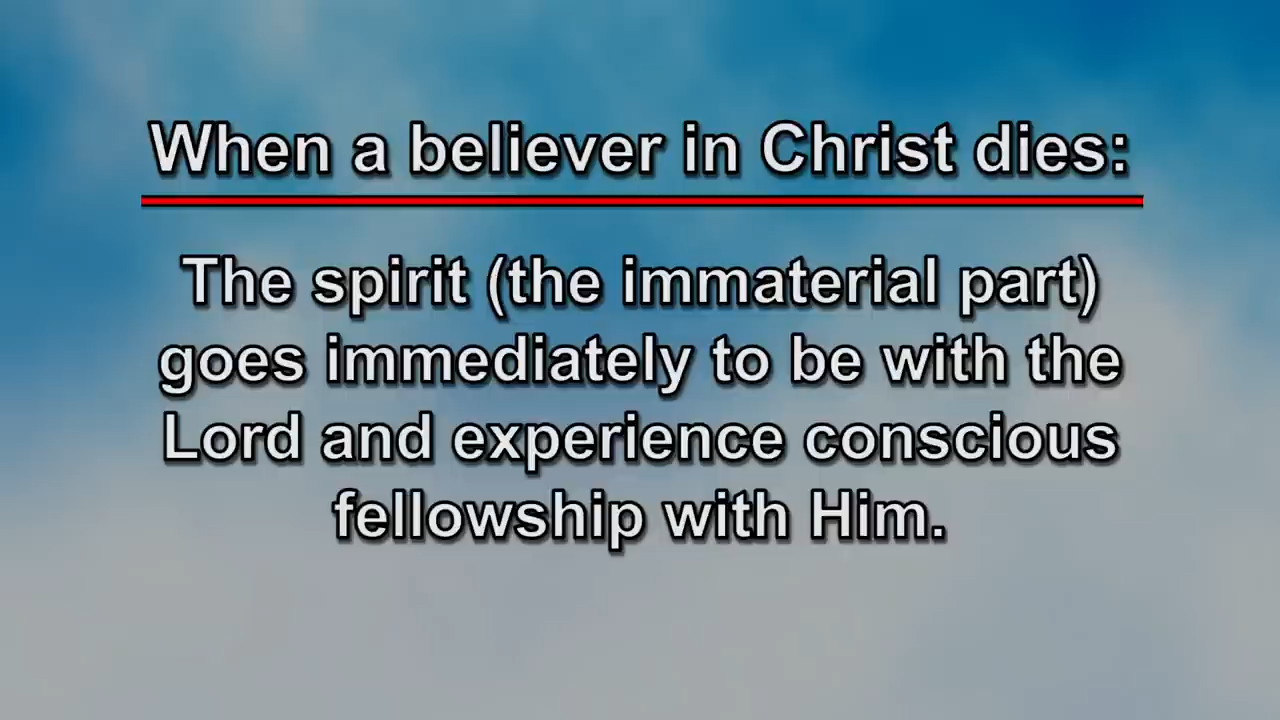 When a believer in Christ dies:
The spirit (the immaterial part)
goes immediately to be with the
Lord and experience conscious
fellowship with Him.